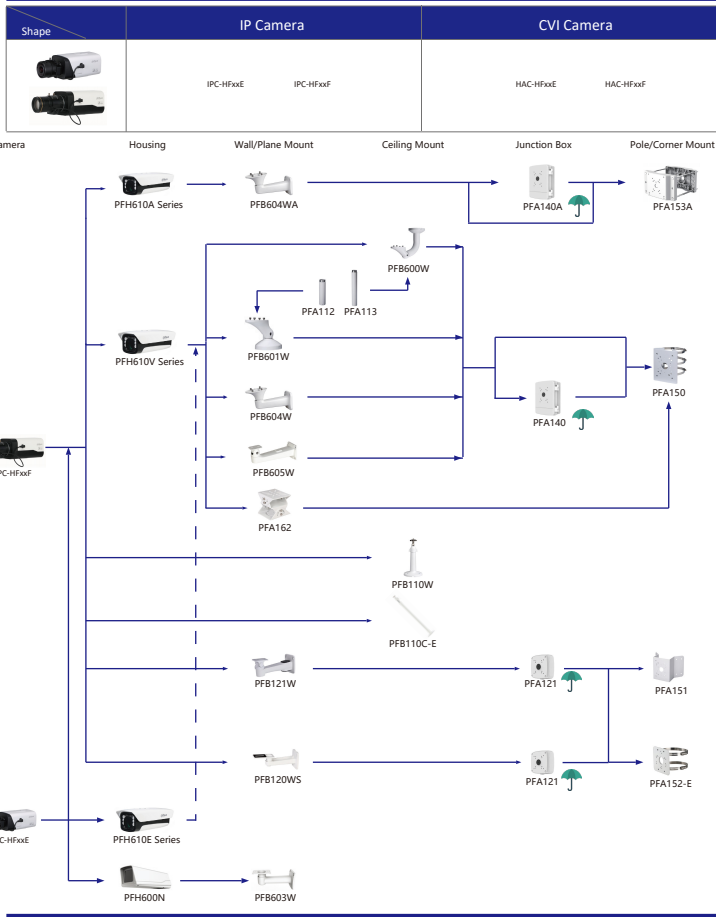 Shape
IP Camera
CVI Camera
IPC-HFxxE
IPC-HFxxF
HAC-HFxxE
HAC-HFxxF
amera
Housing
Wall/Plane Mount
Ceiling Mount
Junction Box
Pole/Corner Mount
PFH610A Series
PFB604WA
PFA140A
PFA153A
PFB600W
PFA112
PFA113
PFH610V Series
PFB601W
PFA150
PFB604W
PFA140
PC-HFxxF
PFB605W
PFA162
PFB110W
PFB110C-E
PFB121W
PFA121
PFA151
PFB120WS
PFA121
PFA152-E
C-HFxxE
PFH610E Series
PFH600N
PFB603W